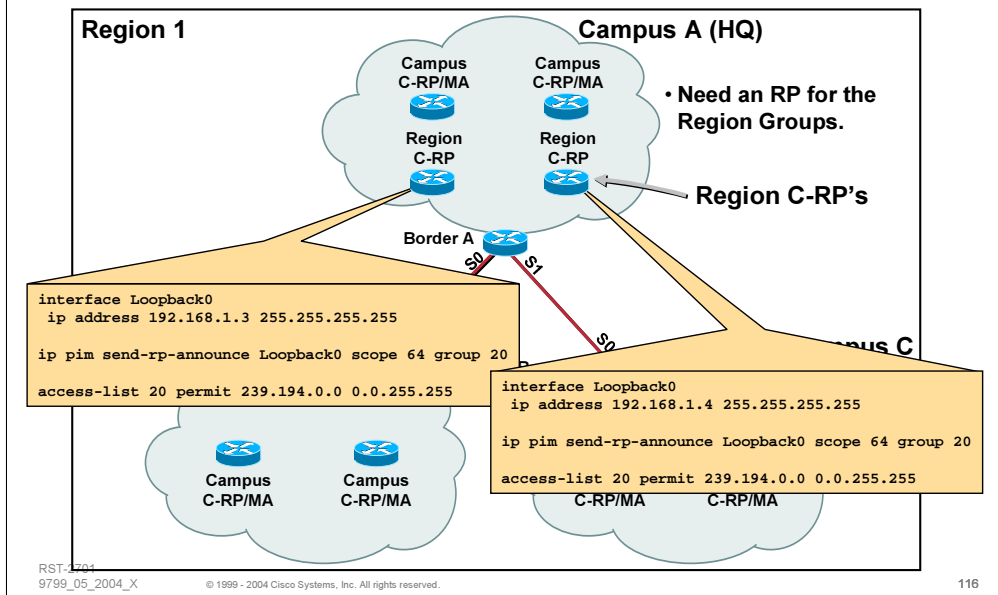 Region 1
Campus A (HQ)
Campus
C-RP/MA
Campus
C-RP/MA
• Need an RP for the
Region Groups.
Region
C-RP
Region
C-RP
Region C-RP's
Border A
S0
S1
interface Loopback0
ip address 192.168.1.3 255.255.255.255
ip pim send-rp-announce Loopback0 scope 64 group 20
access-list 20 permit 239.194.0.0 0.0.255.255
S0
C
interface Loopback0
ip address 192.168.1.4 255.255.255.255
ip pim send-rp-announce Loopback0 scope 64 group 20
access-list 20 permit 239.194.0.0 0.0.255.255
Campus
C-RP/MA
Campus
C-RP/MA
C-RP/MA
C-RP/MA
RST-2701
9799_05_2004_X
© 1999 - 2004 Cisco Systems, Inc. All rights reserved.
116